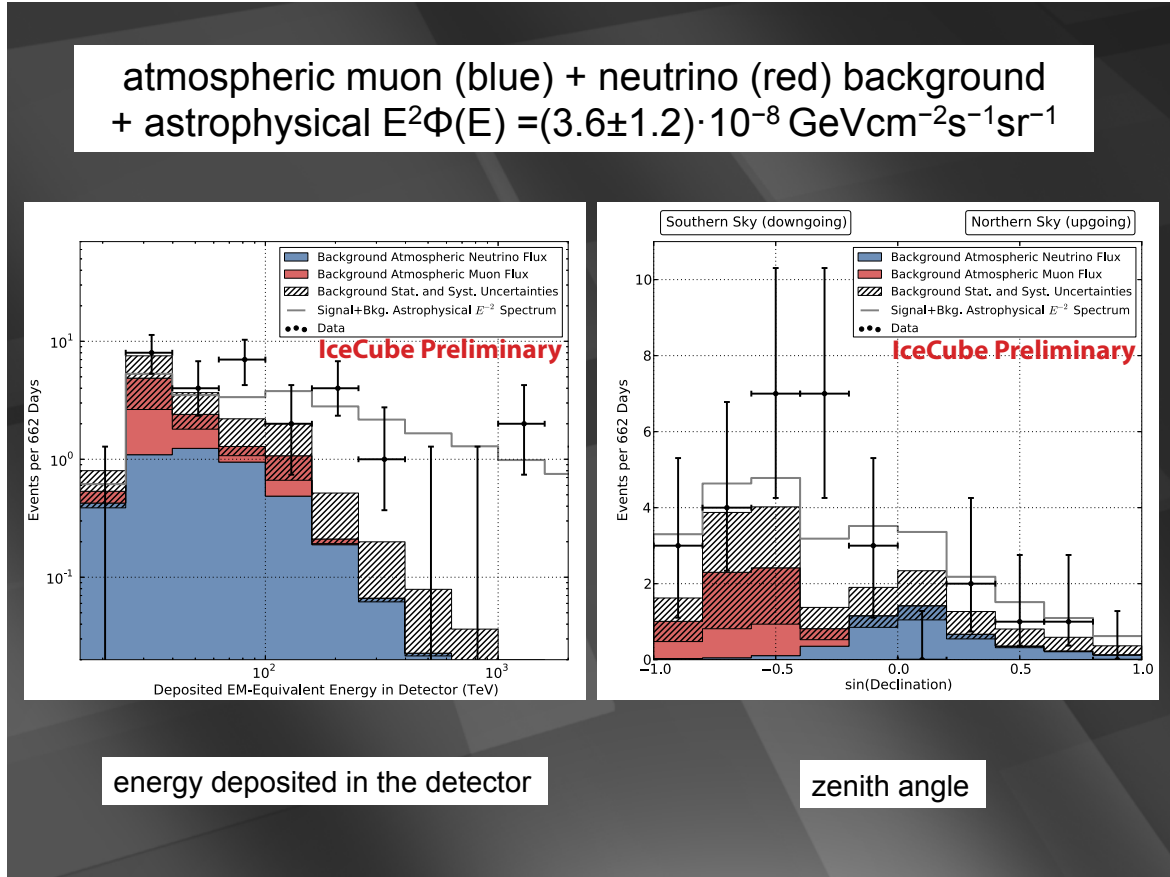 atmospheric muon (blue) + neutrino (red) background
+ astrophysical E²Φ(E) =(3.6±1.2)·10⁻⁸ GeVcm⁻²s⁻¹sr⁻¹
Background Atmospheric Neutrino Flux
Background Atmospheric Muon Flux
Background Stat. and Syst. Uncertainties
Signal+Bkg. Astrophysical E⁻² Spectrum
Data
IceCube Preliminary
Events per 662 Days
10¹
10⁰
10⁻¹
10²
10³
Deposited EM-Equivalent Energy in Detector (TeV)
Southern Sky (downgoing)
Northern Sky (upgoing)
Background Atmospheric Neutrino Flux
Background Atmospheric Muon Flux
Background Stat. and Syst. Uncertainties
Signal+Bkg. Astrophysical E⁻² Spectrum
Data
IceCube Preliminary
Events per 662 Days
10
8
6
4
2
0
−1.0
−0.5
0.0
0.5
1.0
sin(Declination)
energy deposited in the detector
zenith angle